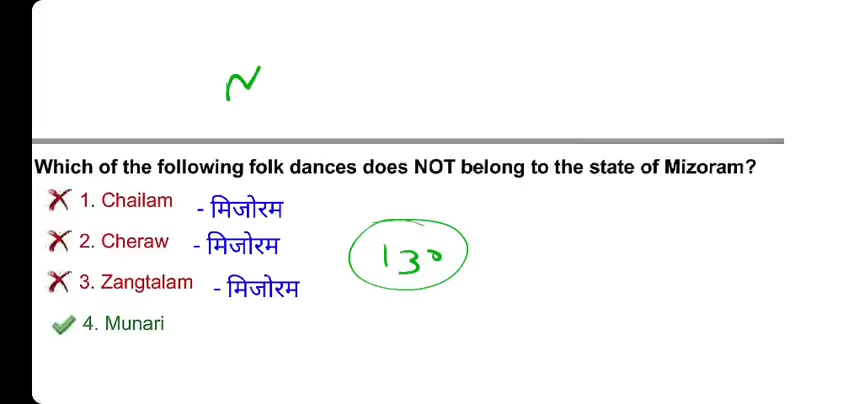 N
Which of the following folk dances does NOT belong to the state of Mizoram?
1. Chailam - मिजोरम
2. Cheraw - मिजोरम
130
3. Zangtalam - मिजोरम
4. Munari